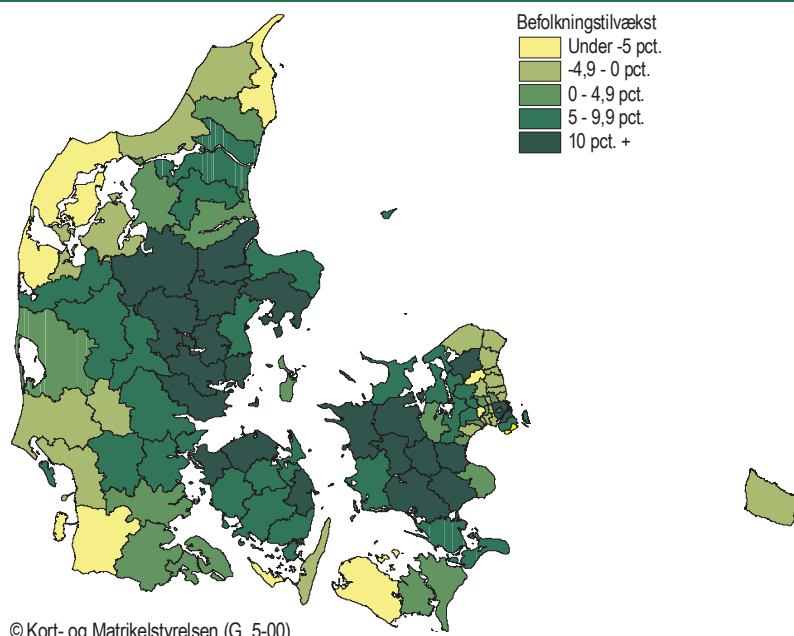 Befolkningstilvækst
Under -5 pct.
-4,9 - 0 pct.
0 - 4,9 pct.
5 - 9,9 pct.
10 pct. +
© Kort- og Matrikelstyrelsen (G. 5-00)